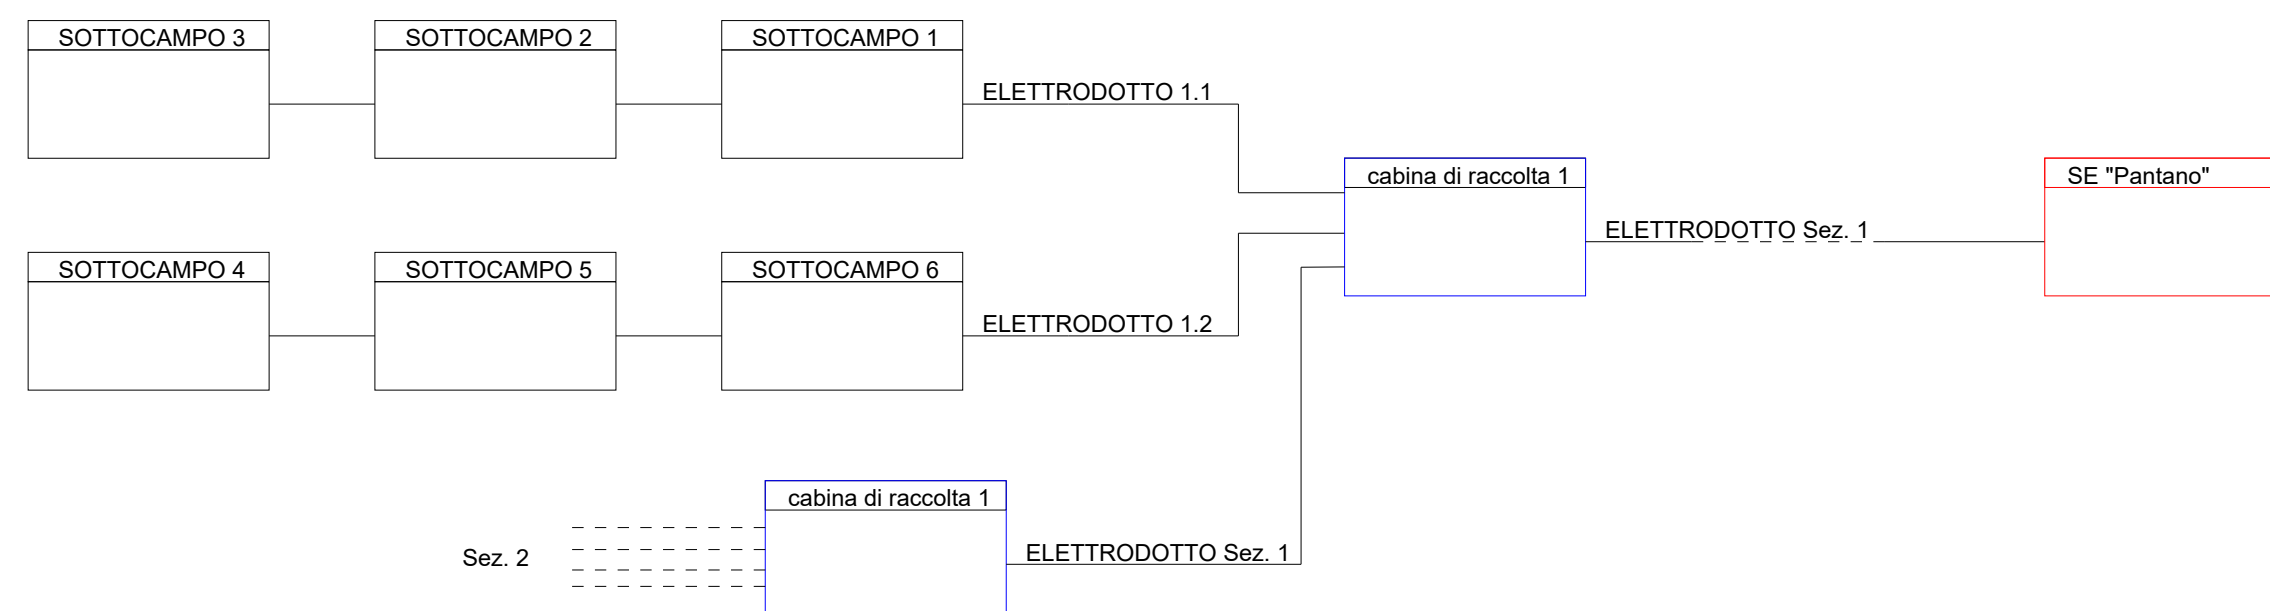 SOTTOCAMPO 3
SOTTOCAMPO 2
SOTTOCAMPO 1
ELETTRODOTTO 1.1
cabina di raccolta 1
SE "Pantano"
ELETTRODOTTO Sez. 1
SOTTOCAMPO 4
SOTTOCAMPO 5
SOTTOCAMPO 6
ELETTRODOTTO 1.2
cabina di raccolta 1
Sez. 2
ELETTRODOTTO Sez. 1